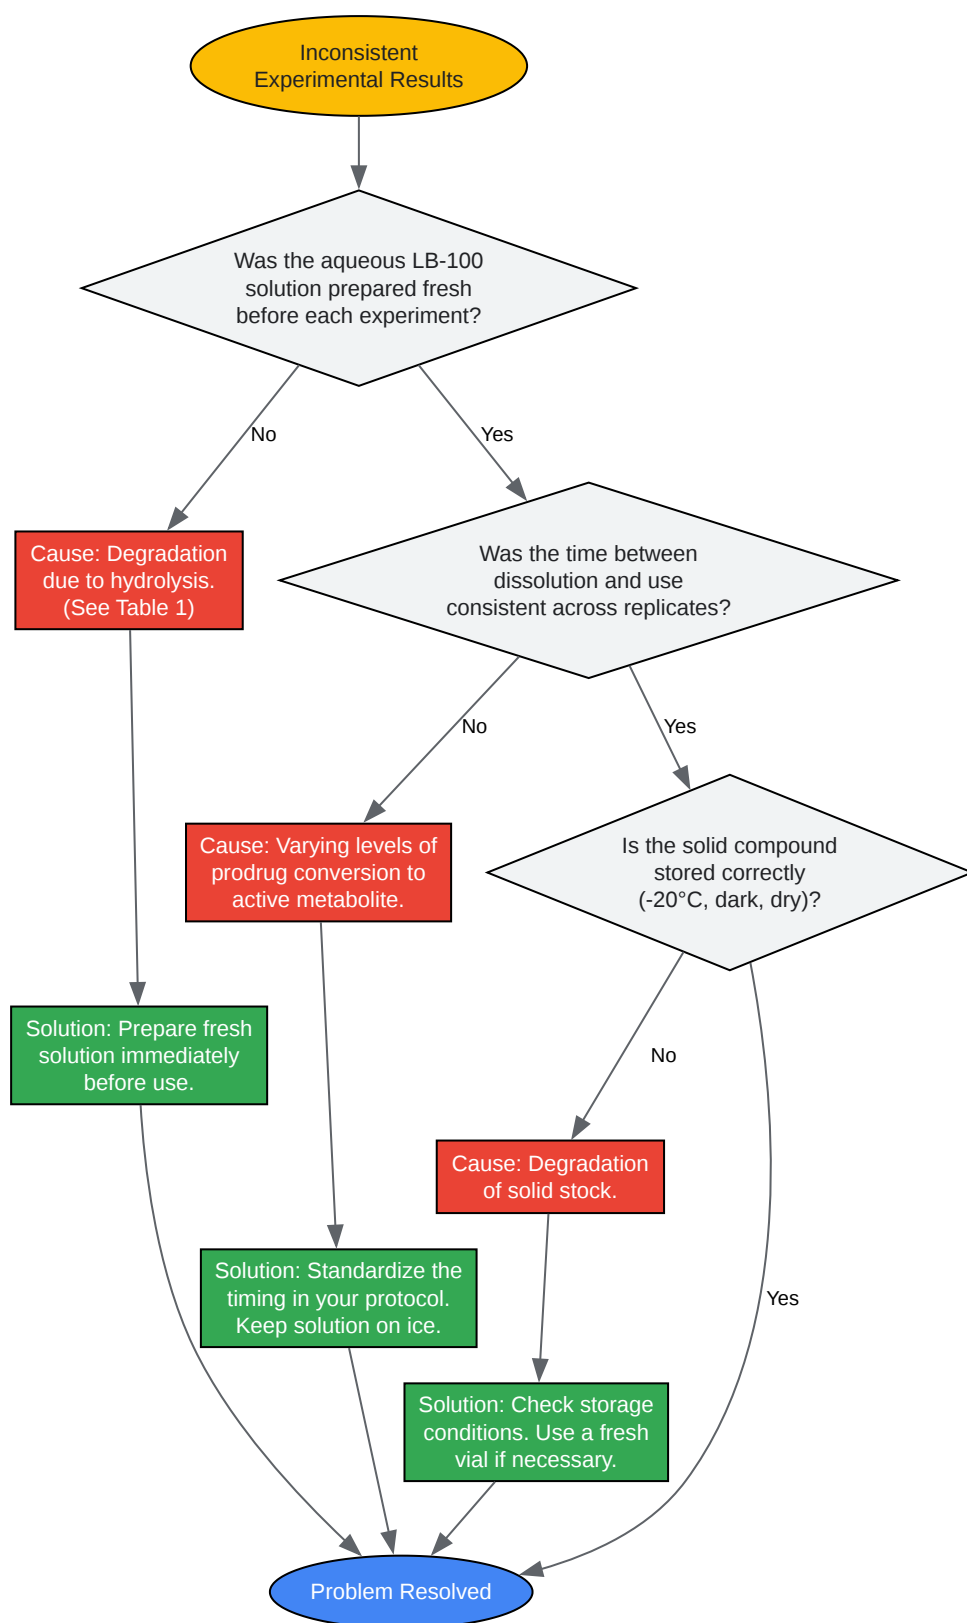 Inconsistent
Experimental Results
Was the aqueous LB-100
solution prepared fresh
before each experiment?
No
Yes
Cause: Degradation
due to hydrolysis.
(See Table 1)
Was the time between
dissolution and use
consistent across replicates?
No
Yes
Cause: Varying levels of
prodrug conversion to
active metabolite.
Is the solid compound
stored correctly
(-20°C, dark, dry)?
Solution: Prepare fresh
solution immediately
before use.
No
Cause: Degradation
of solid stock.
Yes
Solution: Standardize the
timing in your protocol.
Keep solution on ice.
Solution: Check storage
conditions. Use a fresh
vial if necessary.
Problem Resolved